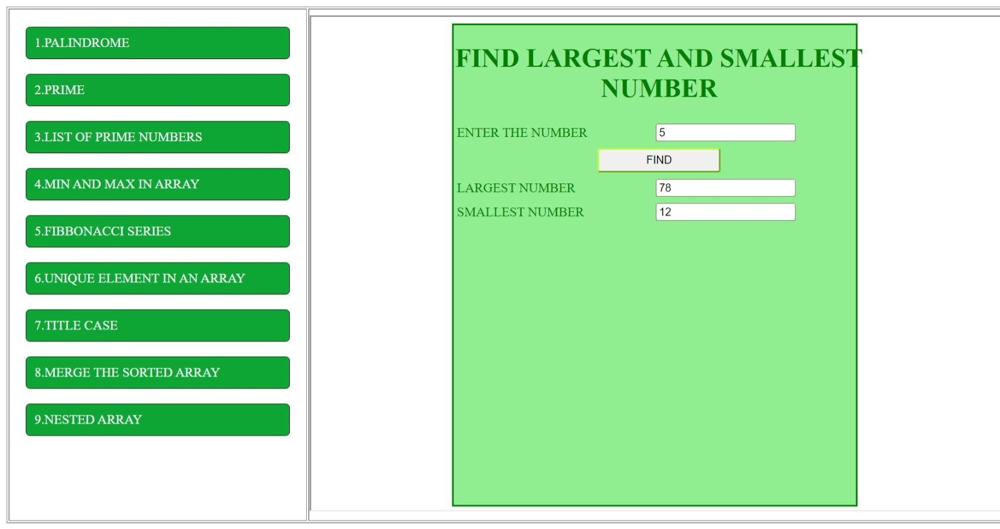 1.PALINDROME
2.PRIME
3.LIST OF PRIME NUMBERS
4.MIN AND MAX IN ARRAY
5.FIBBONACCI SERIES
6.UNIQUE ELEMENT IN AN ARRAY
7.TITLE CASE
8.MERGE THE SORTED ARRAY
9.NESTED ARRAY
FIND LARGEST AND SMALLEST
NUMBER
ENTER THE NUMBER 5
FIND
LARGEST NUMBER 78
SMALLEST NUMBER 12